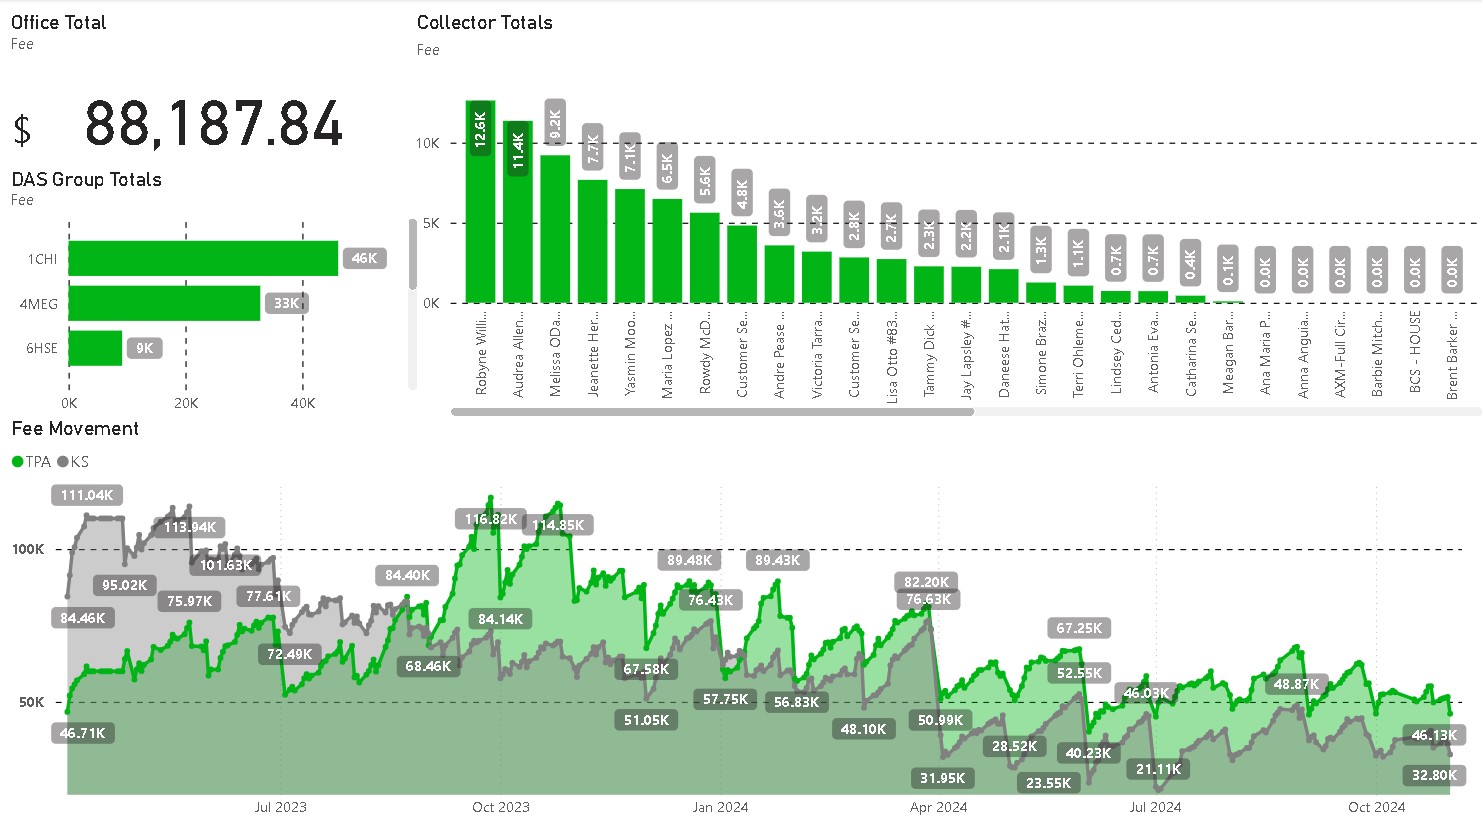 Office Total
Fee
$ 88,187.84
DAS Group Totals
Fee
1CHI 46K
4MEG 33K
6HSE 9K
0K 20K 40K
Collector Totals
Fee
10K
5K
0K
12.6K 11.4K 9.2K 7.7K 7.1K 6.5K 5.6K 4.8K 3.6K 3.2K 2.8K 2.7K 2.3K 2.2K 2.1K 1.3K 1.1K 0.7K 0.7K 0.4K 0.1K 0.0K 0.0K 0.0K 0.0K 0.0K 0.0K
Robyne Willi...
Audrea Allen...
Melissa ODa...
Jeanette Her...
Yasmin Moo...
Maria Lopez ...
Rowdy McD...
Customer Se...
Andre Pease ...
Victoria Tarra...
Customer Se...
Lisa Otto #83...
Tammy Dick ...
Jay Lapsley #...
Daneese Hat...
Simone Braz...
Terri Ohleme...
Lindsey Ced...
Antonia Eva...
Catharina Se...
Meagan Bar...
Ana Maria P...
Anna Anguia...
AXM-Full Cir...
Barbie Mitch...
BCS - HOUSE
Brent Barker ...
Fee Movement
TPA KS
100K
50K
111.04K
84.46K
46.71K
95.02K
113.94K
75.97K
101.63K
77.61K
72.49K
84.40K
68.46K
116.82K
84.14K
114.85K
67.58K
51.05K
89.48K
76.43K
57.75K
89.43K
56.83K
48.10K
82.20K
76.63K
50.99K
31.95K
28.52K
23.55K
67.25K
52.55K
40.23K
46.03K
21.11K
48.87K
46.13K
32.80K
Jul 2023 Oct 2023 Jan 2024 Apr 2024 Jul 2024 Oct 2024